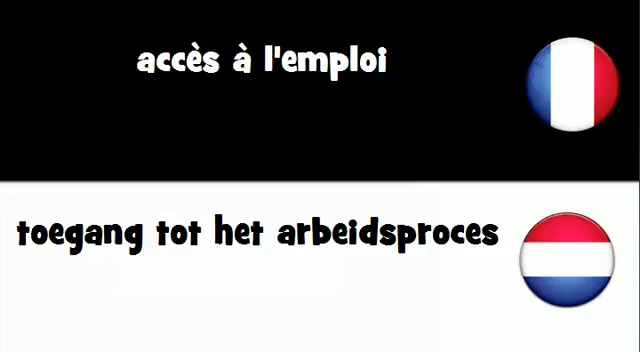 accès à l'emploi
toegang tot het arbeidsproces